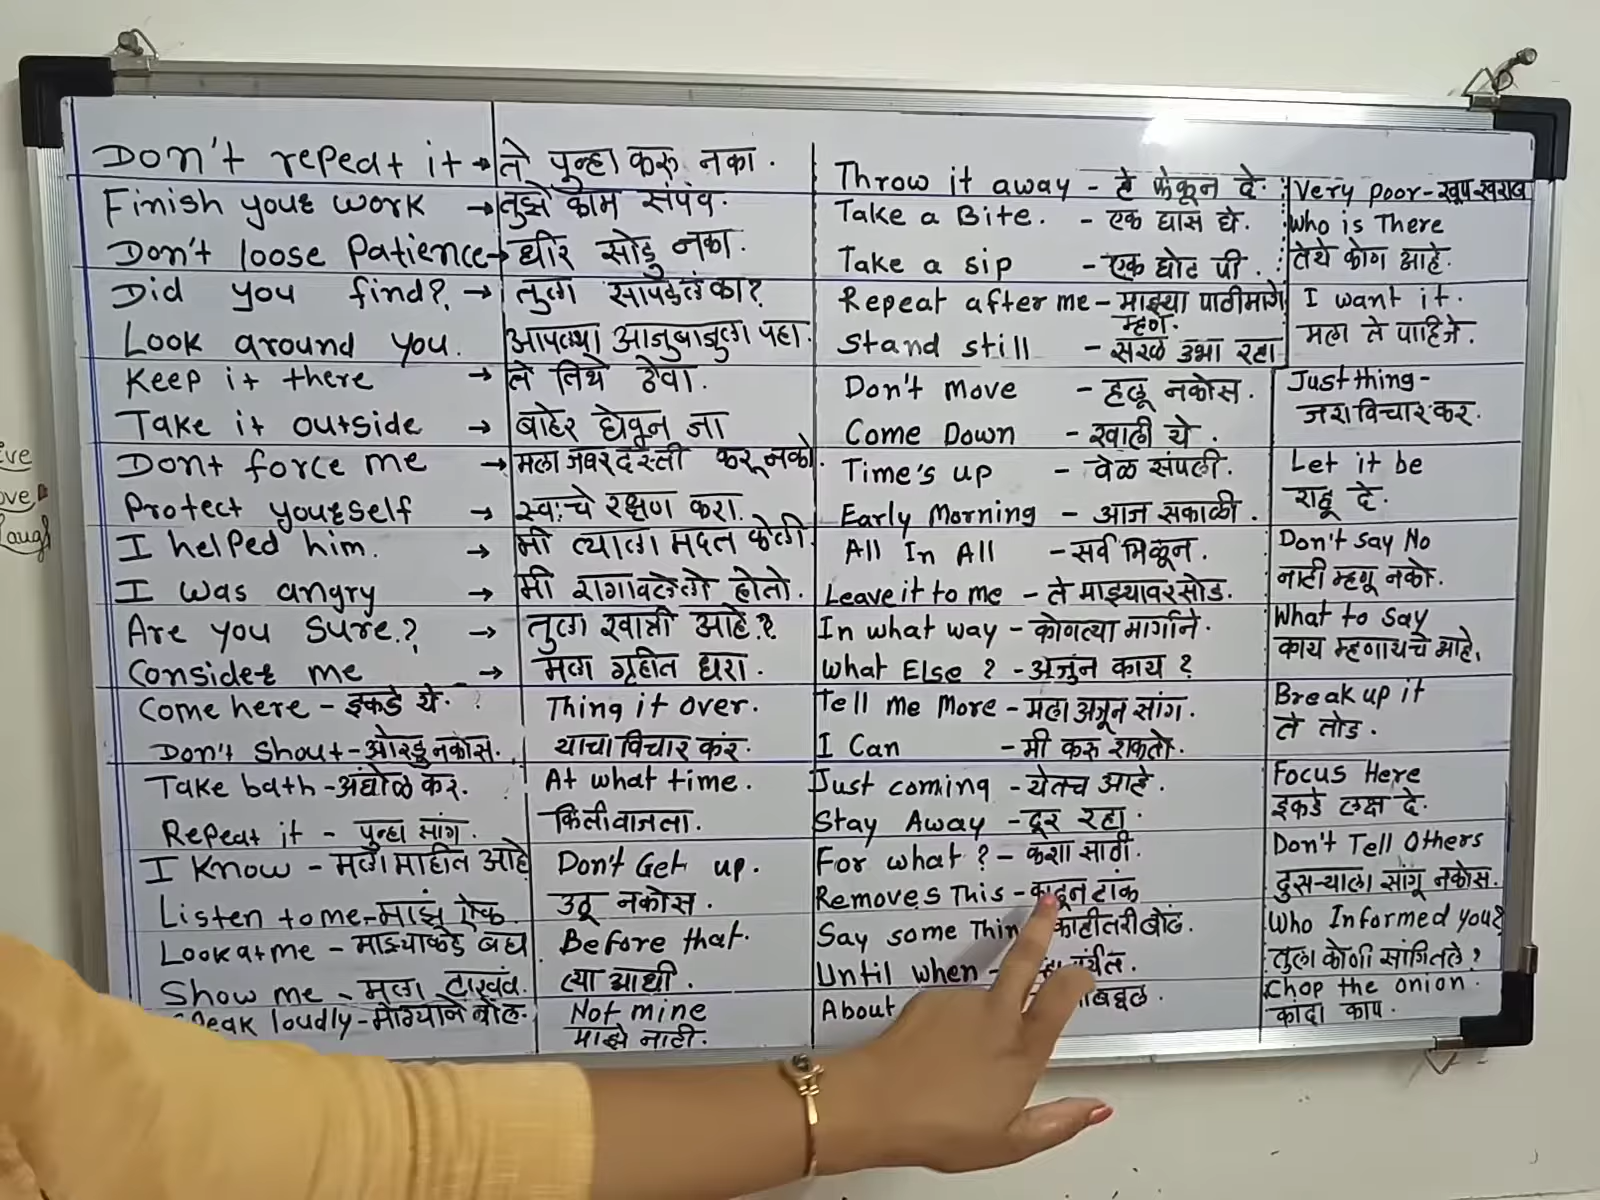 Don't repeat it → ते पुन्हा करू नका.
Finish your work → तुझे काम संपंव.
Don't loose Patience → धीर सोडु नका.
Did you find? → तुला सापडलं का?
Look around you. आपल्या आजुबाजुला पहा.
Keep it there → ते तिथे ठेवा.
Take it outside → बाहेर घेवून जा
Dont force me → मला जबरदस्ती करू नको.
Protect yourself → स्वःचे रक्षण करा.
I helped him. → मी त्याला मदत केली.
I was angry → मी रागावलेलो होतो.
Are you sure.? → तुला खात्री आहे.?
Consider me → मला गृहीत धरा.
Come here - इकडे ये.
Don't shout - ओरडू नकोस.
Take bath - अंघोळ कर.
Repeat it - पुन्हा सांग.
I know - मला माहीत आहे
Listen to me - माझं ऐक.
Look at me - माझ्याकडे बघ
Show me - मला दाखंव.
loudly - मोठ्याने बोल.
Thing it over.
याचा विचार कर.
At what time.
किती वाजता.
Don't Get up.
उठू नकोस.
Before that.
त्या आधी.
Not mine
माझे नाही.
Throw it away - ते फेकून दे.
Take a Bite. - एक घास घे.
Take a sip - एक घोट पी.
Repeat after me - माझ्या पाठीमागे
म्हण.
Stand still - सरळ उभा रहा
Don't move - हलू नकोस.
Come Down - खाली ये.
Time's up - वेळ संपली.
Early Morning - आज सकाळी.
All In All - सर्व मिळून.
Leave it to me - ते माझ्यावर सोड.
In what way - कोणत्या मार्गाने.
What Else? - अजुन काय?
Tell me More - मला अजून सांग.
I Can - मी करू शकतो.
Just coming - येतच आहे.
Stay Away - दूर रहा.
For what? - कशा साठी.
Removes This - काढून टाक
Say some Thin काहीतरी बोल.
Until when -
About
Very poor - खूप खराब
Who is There
तेथे कोण आहे.
I want it.
मला ते पाहिजे.
Just thing -
जरा विचार कर.
Let it be
राहू दे.
Don't say No
नाही म्हणू नको.
What to say
काय म्हणायचे आहे.
Break up it
ते तोड.
Focus Here
इकडे लक्ष दे.
Don't Tell Others
दुसऱ्याला सांगू नकोस.
Who Informed you?
तुला कोणी सांगितले?
Chop the onion.
कांदा काप.